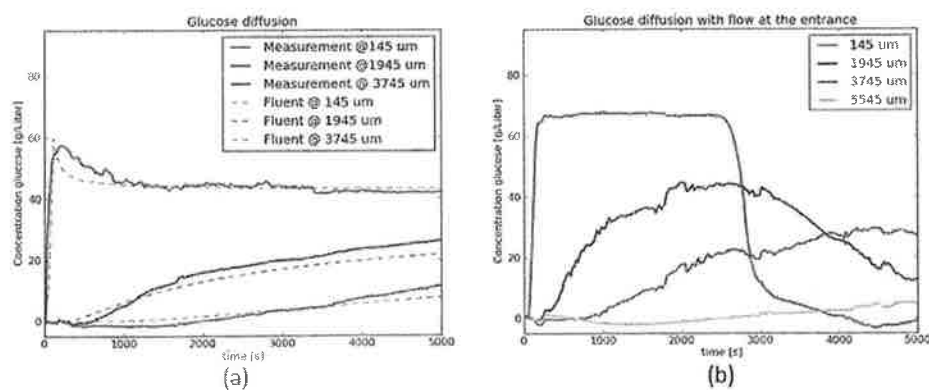 Glucose diffusion
Measurement @145 um
Measurement @1945 um
Measurement @ 3745 um
Fluent @ 145 um
Fluent @ 1945 um
Fluent @ 3745 um
Concentration glucose [g/Liter]
80
60
40
20
0
0 1000 2000 3000 4000 5000
time [s]
(a)
Glucose diffusion with flow at the entrance
145 um
1945 um
3745 um
5545 um
Concentration glucose [g/Liter]
80
60
40
20
0
0 1000 2000 3000 4000 5000
time [s]
(b)